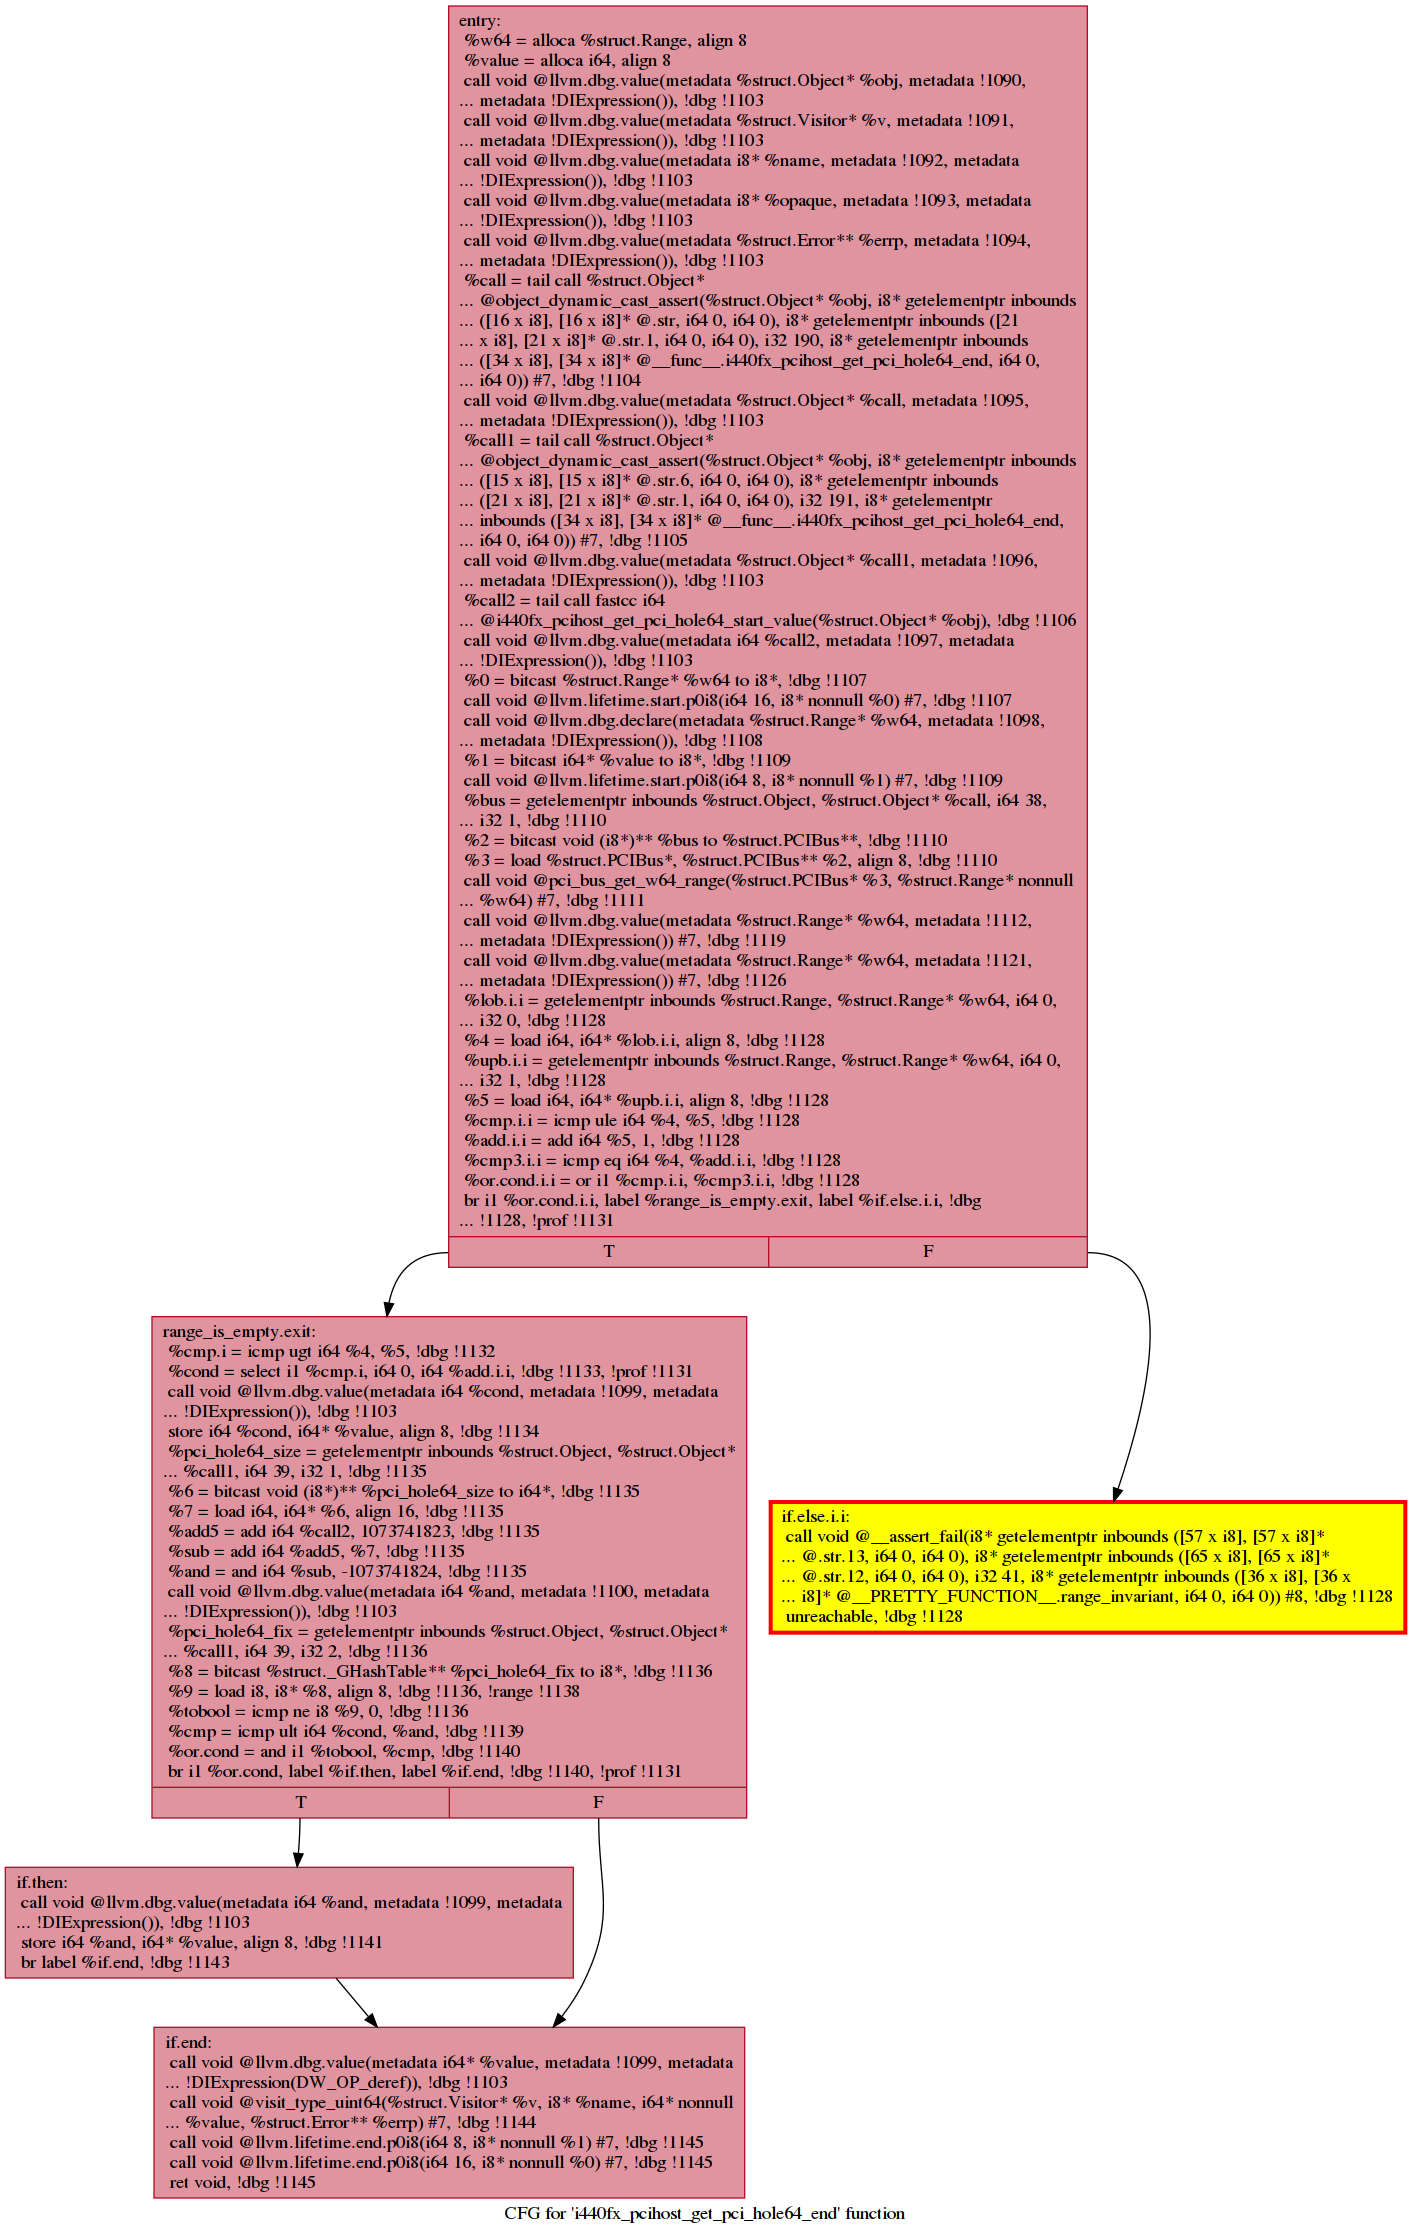 entry:
%w64 = alloca %struct.Range, align 8
%value = alloca i64, align 8
call void @llvm.dbg.value(metadata %struct.Object* %obj, metadata !1090,
... metadata !DIExpression()), !dbg !1103
call void @llvm.dbg.value(metadata %struct.Visitor* %v, metadata !1091,
... metadata !DIExpression()), !dbg !1103
call void @llvm.dbg.value(metadata i8* %name, metadata !1092, metadata
... !DIExpression()), !dbg !1103
call void @llvm.dbg.value(metadata i8* %opaque, metadata !1093, metadata
... !DIExpression()), !dbg !1103
call void @llvm.dbg.value(metadata %struct.Error** %errp, metadata !1094,
... metadata !DIExpression()), !dbg !1103
%call = tail call %struct.Object*
... @object_dynamic_cast_assert(%struct.Object* %obj, i8* getelementptr inbounds
... ([16 x i8], [16 x i8]* @.str, i64 0, i64 0), i8* getelementptr inbounds ([21
... x i8], [21 x i8]* @.str.1, i64 0, i64 0), i32 190, i8* getelementptr inbounds
... ([34 x i8], [34 x i8]* @__func__.i440fx_pcihost_get_pci_hole64_end, i64 0,
... i64 0)) #7, !dbg !1104
call void @llvm.dbg.value(metadata %struct.Object* %call, metadata !1095,
... metadata !DIExpression()), !dbg !1103
%call1 = tail call %struct.Object*
... @object_dynamic_cast_assert(%struct.Object* %obj, i8* getelementptr inbounds
... ([15 x i8], [15 x i8]* @.str.6, i64 0, i64 0), i8* getelementptr inbounds
... ([21 x i8], [21 x i8]* @.str.1, i64 0, i64 0), i32 191, i8* getelementptr
... inbounds ([34 x i8], [34 x i8]* @__func__.i440fx_pcihost_get_pci_hole64_end,
... i64 0, i64 0)) #7, !dbg !1105
call void @llvm.dbg.value(metadata %struct.Object* %call1, metadata !1096,
... metadata !DIExpression()), !dbg !1103
%call2 = tail call fastcc i64
... @i440fx_pcihost_get_pci_hole64_start_value(%struct.Object* %obj), !dbg !1106
call void @llvm.dbg.value(metadata i64 %call2, metadata !1097, metadata
... !DIExpression()), !dbg !1103
%0 = bitcast %struct.Range* %w64 to i8*, !dbg !1107
call void @llvm.lifetime.start.p0i8(i64 16, i8* nonnull %0) #7, !dbg !1107
call void @llvm.dbg.declare(metadata %struct.Range* %w64, metadata !1098,
... metadata !DIExpression()), !dbg !1108
%1 = bitcast i64* %value to i8*, !dbg !1109
call void @llvm.lifetime.start.p0i8(i64 8, i8* nonnull %1) #7, !dbg !1109
%bus = getelementptr inbounds %struct.Object, %struct.Object* %call, i64 38,
... i32 1, !dbg !1110
%2 = bitcast void (i8*)** %bus to %struct.PCIBus**, !dbg !1110
%3 = load %struct.PCIBus*, %struct.PCIBus** %2, align 8, !dbg !1110
call void @pci_bus_get_w64_range(%struct.PCIBus* %3, %struct.Range* nonnull
... %w64) #7, !dbg !1111
call void @llvm.dbg.value(metadata %struct.Range* %w64, metadata !1112,
... metadata !DIExpression()) #7, !dbg !1119
call void @llvm.dbg.value(metadata %struct.Range* %w64, metadata !1121,
... metadata !DIExpression()) #7, !dbg !1126
%lob.i.i = getelementptr inbounds %struct.Range, %struct.Range* %w64, i64 0,
... i32 0, !dbg !1128
%4 = load i64, i64* %lob.i.i, align 8, !dbg !1128
%upb.i.i = getelementptr inbounds %struct.Range, %struct.Range* %w64, i64 0,
... i32 1, !dbg !1128
%5 = load i64, i64* %upb.i.i, align 8, !dbg !1128
%cmp.i.i = icmp ule i64 %4, %5, !dbg !1128
%add.i.i = add i64 %5, 1, !dbg !1128
%cmp3.i.i = icmp eq i64 %4, %add.i.i, !dbg !1128
%or.cond.i.i = or i1 %cmp.i.i, %cmp3.i.i, !dbg !1128
br i1 %or.cond.i.i, label %range_is_empty.exit, label %if.else.i.i, !dbg
... !1128, !prof !1131
T F
range_is_empty.exit:
%cmp.i = icmp ugt i64 %4, %5, !dbg !1132
%cond = select i1 %cmp.i, i64 0, i64 %add.i.i, !dbg !1133, !prof !1131
call void @llvm.dbg.value(metadata i64 %cond, metadata !1099, metadata
... !DIExpression()), !dbg !1103
store i64 %cond, i64* %value, align 8, !dbg !1134
%pci_hole64_size = getelementptr inbounds %struct.Object, %struct.Object*
... %call1, i64 39, i32 1, !dbg !1135
%6 = bitcast void (i8*)** %pci_hole64_size to i64*, !dbg !1135
%7 = load i64, i64* %6, align 16, !dbg !1135
%add5 = add i64 %call2, 1073741823, !dbg !1135
%sub = add i64 %add5, %7, !dbg !1135
%and = and i64 %sub, -1073741824, !dbg !1135
call void @llvm.dbg.value(metadata i64 %and, metadata !1100, metadata
... !DIExpression()), !dbg !1103
%pci_hole64_fix = getelementptr inbounds %struct.Object, %struct.Object*
... %call1, i64 39, i32 2, !dbg !1136
%8 = bitcast %struct._GHashTable** %pci_hole64_fix to i8*, !dbg !1136
%9 = load i8, i8* %8, align 8, !dbg !1136, !range !1138
%tobool = icmp ne i8 %9, 0, !dbg !1136
%cmp = icmp ult i64 %cond, %and, !dbg !1139
%or.cond = and i1 %tobool, %cmp, !dbg !1140
br i1 %or.cond, label %if.then, label %if.end, !dbg !1140, !prof !1131
T F
if.else.i.i:
call void @__assert_fail(i8* getelementptr inbounds ([57 x i8], [57 x i8]*
... @.str.13, i64 0, i64 0), i8* getelementptr inbounds ([65 x i8], [65 x i8]*
... @.str.12, i64 0, i64 0), i32 41, i8* getelementptr inbounds ([36 x i8], [36 x
... i8]* @__PRETTY_FUNCTION__.range_invariant, i64 0, i64 0)) #8, !dbg !1128
unreachable, !dbg !1128
if.then:
call void @llvm.dbg.value(metadata i64 %and, metadata !1099, metadata
... !DIExpression()), !dbg !1103
store i64 %and, i64* %value, align 8, !dbg !1141
br label %if.end, !dbg !1143
if.end:
call void @llvm.dbg.value(metadata i64* %value, metadata !1099, metadata
... !DIExpression(DW_OP_deref)), !dbg !1103
call void @visit_type_uint64(%struct.Visitor* %v, i8* %name, i64* nonnull
... %value, %struct.Error** %errp) #7, !dbg !1144
call void @llvm.lifetime.end.p0i8(i64 8, i8* nonnull %1) #7, !dbg !1145
call void @llvm.lifetime.end.p0i8(i64 16, i8* nonnull %0) #7, !dbg !1145
ret void, !dbg !1145
CFG for 'i440fx_pcihost_get_pci_hole64_end' function